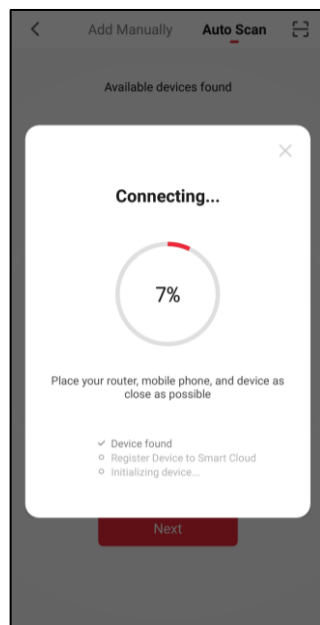 Add Manually Auto Scan
Available devices found
Connecting...
7%
Place your router, mobile phone, and device as
close as possible
Device found
Register Device to Smart Cloud
Initializing device...
Next